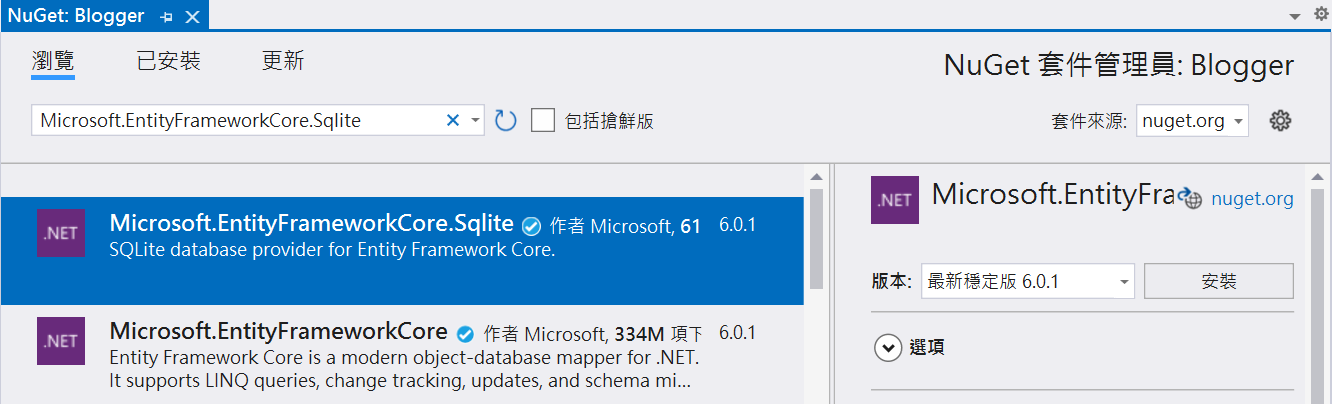 NuGet: Blogger
瀏覽 已安裝 更新
NuGet 套件管理員: Blogger
Microsoft.EntityFrameworkCore.Sqlite
包括搶鮮版
套件來源: nuget.org
.NET
Microsoft.EntityFrameworkCore.Sqlite 作者 Microsoft, 61 6.0.1
SQLite database provider for Entity Framework Core.
.NET
Microsoft.EntityFrameworkCore 作者 Microsoft, 334M 項下 6.0.1
Entity Framework Core is a modern object-database mapper for .NET.
It supports LINQ queries, change tracking, updates, and schema mi...
.NET
Microsoft.EntityFra nuget.org
版本: 最新穩定版 6.0.1 安裝
選項